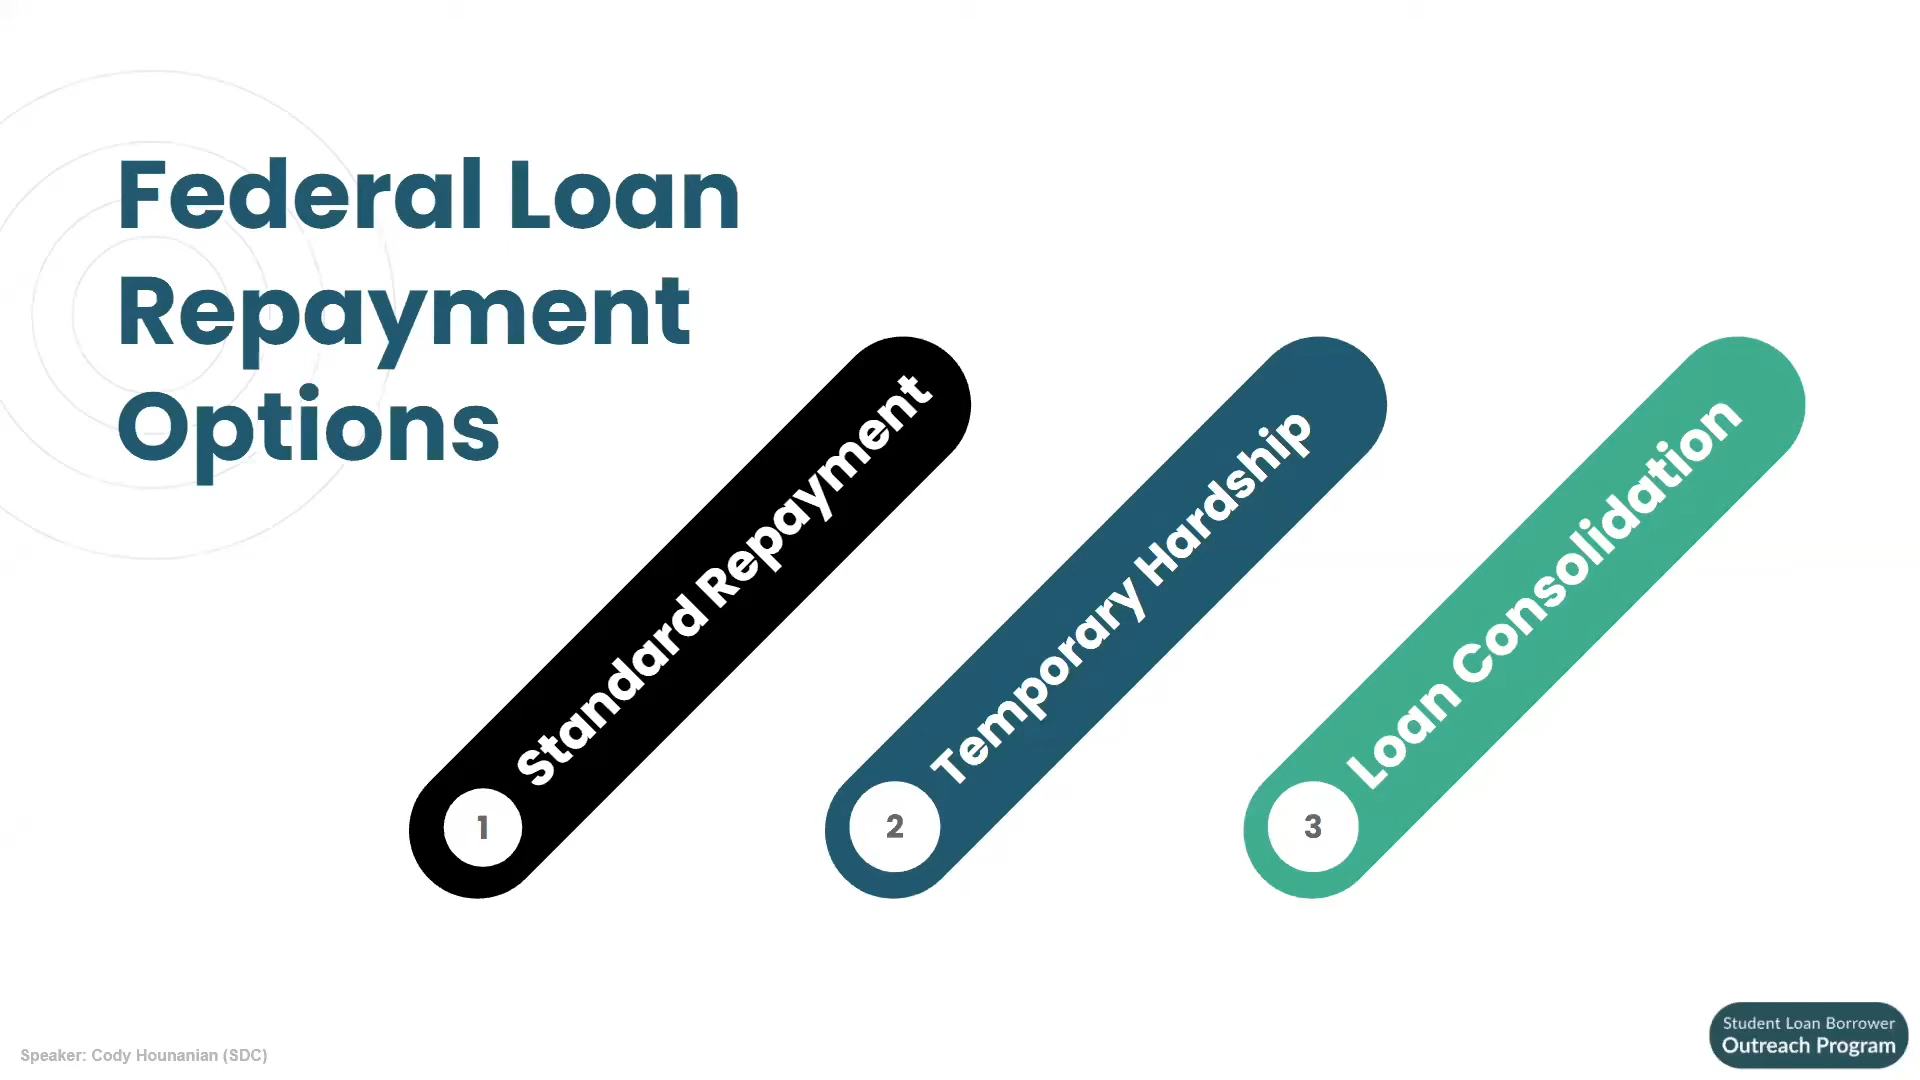 Federal Loan
Repayment
Options
Standard Repayment
1
Temporary Hardship
2
Loan Consolidation
3
Speaker: Cody Hounanian (SDC)
Student Loan Borrower
Outreach Program